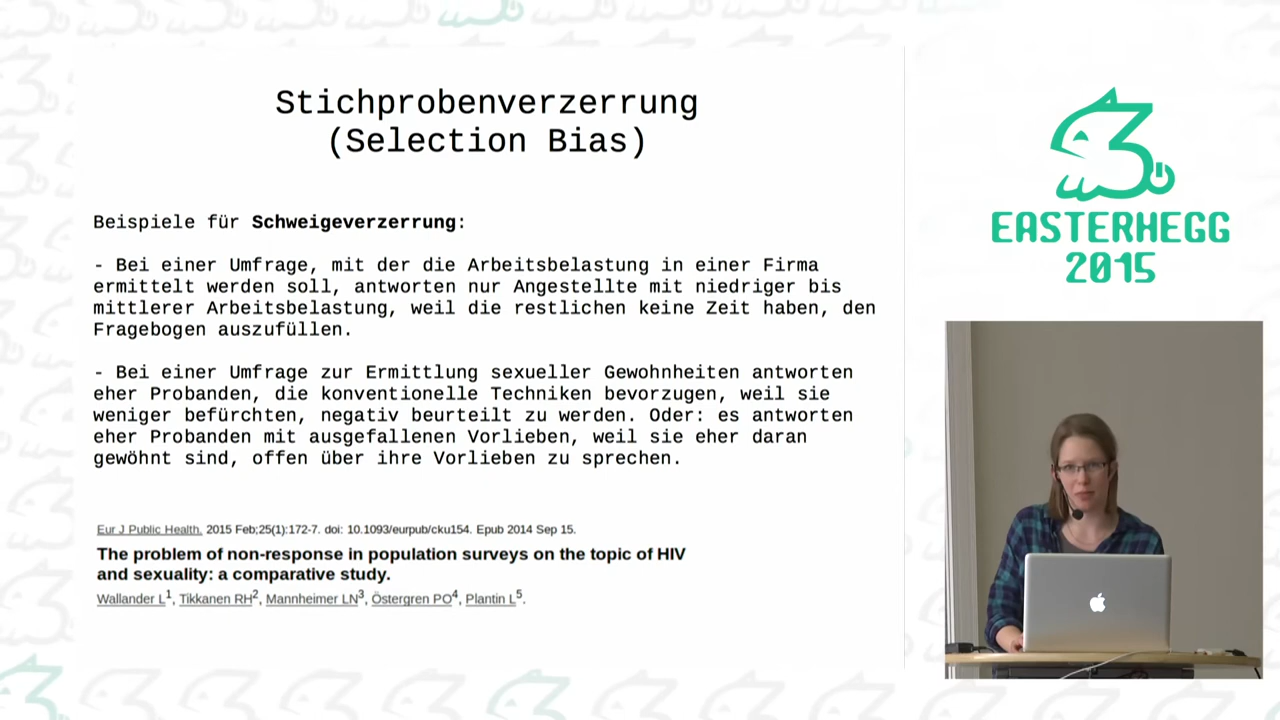 Stichprobenverzerrung
(Selection Bias)
Beispiele für Schweigeverzerrung:
- Bei einer Umfrage, mit der die Arbeitsbelastung in einer Firma
ermittelt werden soll, antworten nur Angestellte mit niedriger bis
mittlerer Arbeitsbelastung, weil die restlichen keine Zeit haben, den
Fragebogen auszufüllen.
- Bei einer Umfrage zur Ermittlung sexueller Gewohnheiten antworten
eher Probanden, die konventionelle Techniken bevorzugen, weil sie
weniger befürchten, negativ beurteilt zu werden. Oder: es antworten
eher Probanden mit ausgefallenen Vorlieben, weil sie eher daran
gewöhnt sind, offen über ihre Vorlieben zu sprechen.
Eur J Public Health. 2015 Feb;25(1):172-7. doi: 10.1093/eurpub/cku154. Epub 2014 Sep 15.
The problem of non-response in population surveys on the topic of HIV
and sexuality: a comparative study.
Wallander L1, Tikkanen RH2, Mannheimer LN3, Östergren PO4, Plantin L5.
EASTERHEGG
2015